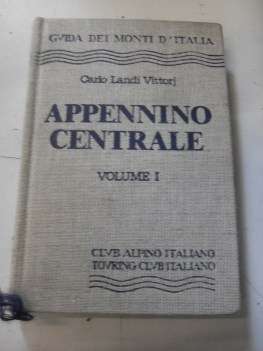 GVIDA DEI MONTI D'ITALIA
Carlo Landi Vittorj
APPENNINO
CENTRALE
VOLUME I
CLVB ALPINO ITALIANO
TOVRING CLVB ITALIANO